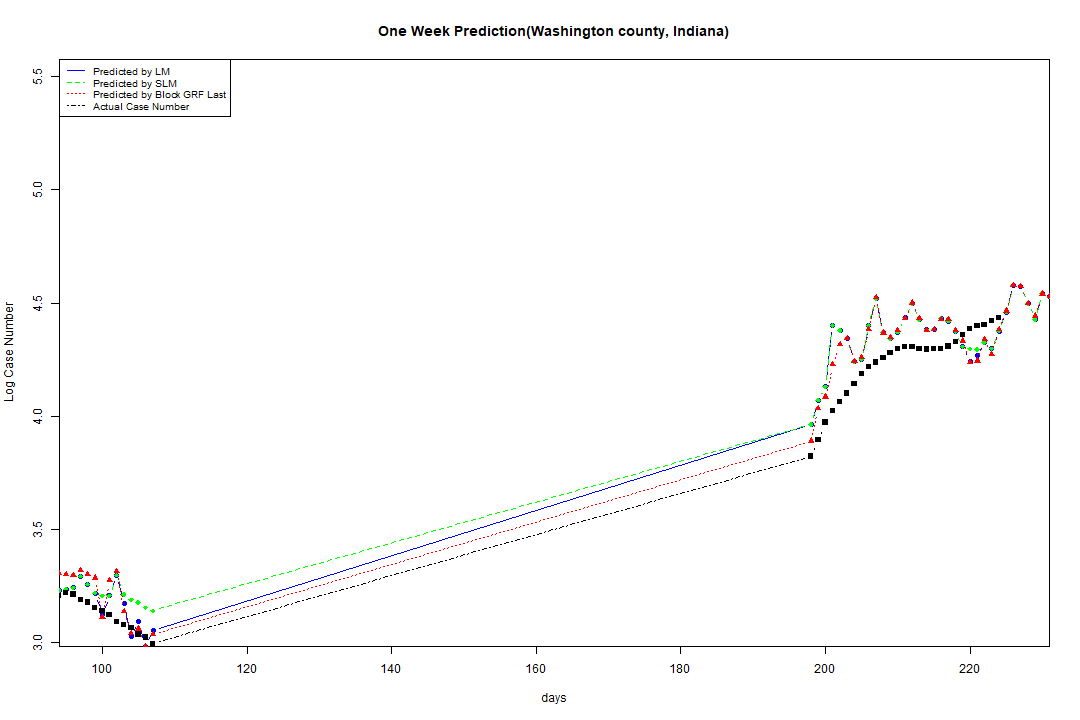 One Week Prediction(Washington county, Indiana)
Predicted by LM
Predicted by SLM
Predicted by Block GRF Last
Actual Case Number
5.5
5.0
4.5
4.0
3.5
3.0
Log Case Number
100 120 140 160 180 200 220
days